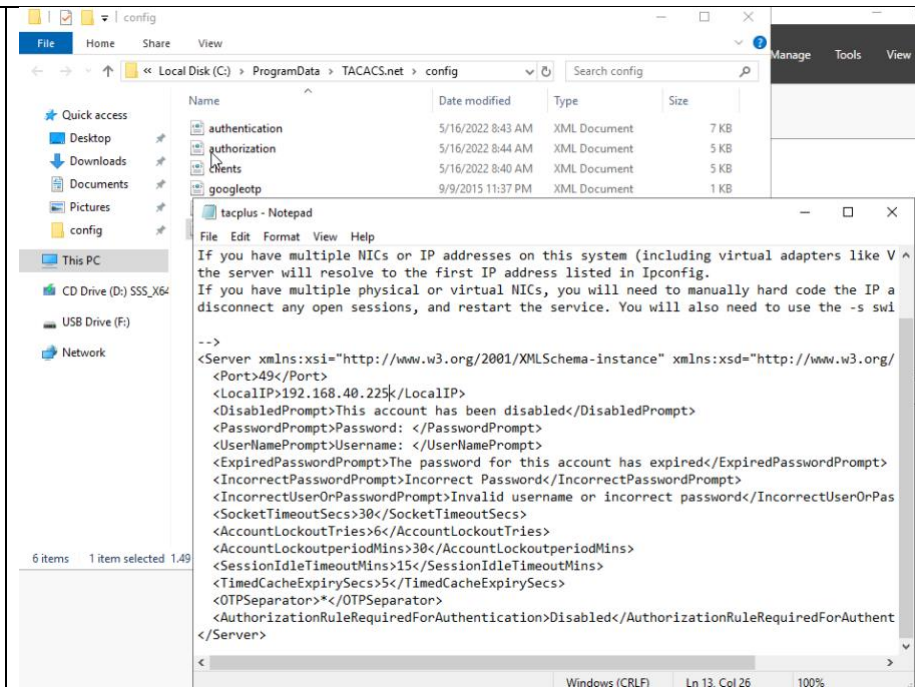 config
File
Home
Share
View
Manage
Tools
View
« Local Disk (C:) › ProgramData › TACACS.net › config
Search config
Quick access
Desktop
Downloads
Documents
Pictures
config
This PC
CD Drive (D:) SSS_X64
USB Drive (F:)
Network
Name Date modified Type Size
authentication 5/16/2022 8:43 AM XML Document 7 KB
authorization 5/16/2022 8:44 AM XML Document 5 KB
clients 5/16/2022 8:40 AM XML Document 5 KB
googleotp 9/9/2015 11:37 PM XML Document 1 KB
6 items 1 item selected 1.49
tacplus - Notepad
File Edit Format View Help
If you have multiple NICs or IP addresses on this system (including virtual adapters like V
the server will resolve to the first IP address listed in Ipconfig.
If you have multiple physical or virtual NICs, you will need to manually hard code the IP a
disconnect any open sessions, and restart the service. You will also need to use the -s swi
-->
<Server xmlns:xsi="http://www.w3.org/2001/XMLSchema-instance" xmlns:xsd="http://www.w3.org/
<Port>49</Port>
<LocalIP>192.168.40.225</LocalIP>
<DisabledPrompt>This account has been disabled</DisabledPrompt>
<PasswordPrompt>Password: </PasswordPrompt>
<UserNamePrompt>Username: </UserNamePrompt>
<ExpiredPasswordPrompt>The password for this account has expired</ExpiredPasswordPrompt>
<IncorrectPasswordPrompt>Incorrect Password</IncorrectPasswordPrompt>
<IncorrectUserOrPasswordPrompt>Invalid username or incorrect password</IncorrectUserOrPas
<SocketTimeoutSecs>30</SocketTimeoutSecs>
<AccountLockoutTries>6</AccountLockoutTries>
<AccountLockoutperiodMins>30</AccountLockoutperiodMins>
<SessionIdleTimeoutMins>15</SessionIdleTimeoutMins>
<TimedCacheExpirySecs>5</TimedCacheExpirySecs>
<OTPSeparator>*</OTPSeparator>
<AuthorizationRuleRequiredForAuthentication>Disabled</AuthorizationRuleRequiredForAuthent
</Server>
Windows (CRLF) Ln 13, Col 26 100%